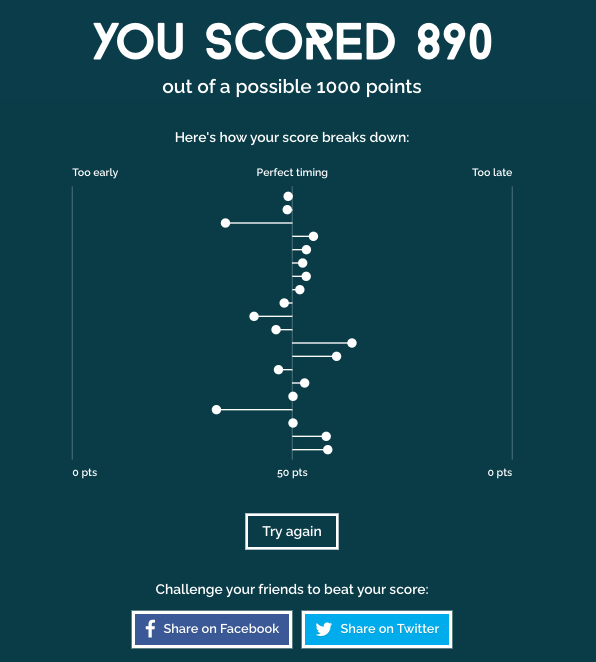 YOU SCORED 890
out of a possible 1000 points
Here's how your score breaks down:
Too early Perfect timing Too late
0 pts 50 pts 0 pts
Try again
Challenge your friends to beat your score:
Share on Facebook Share on Twitter